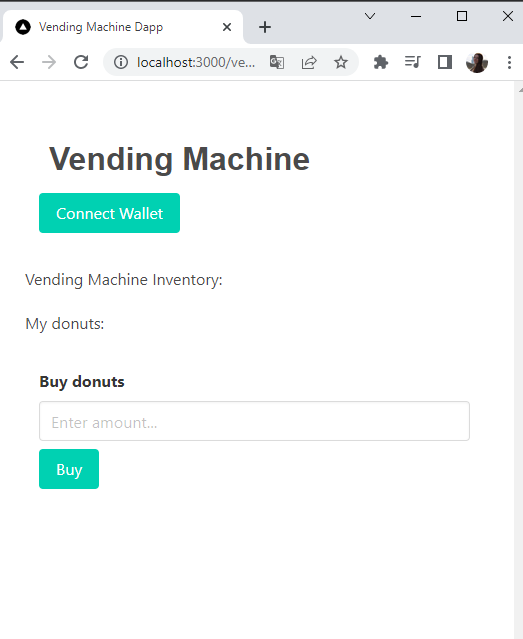 Vending Machine Dapp
localhost:3000/ve...
Vending Machine
Connect Wallet
Vending Machine Inventory:
My donuts:
Buy donuts
Enter amount...
Buy